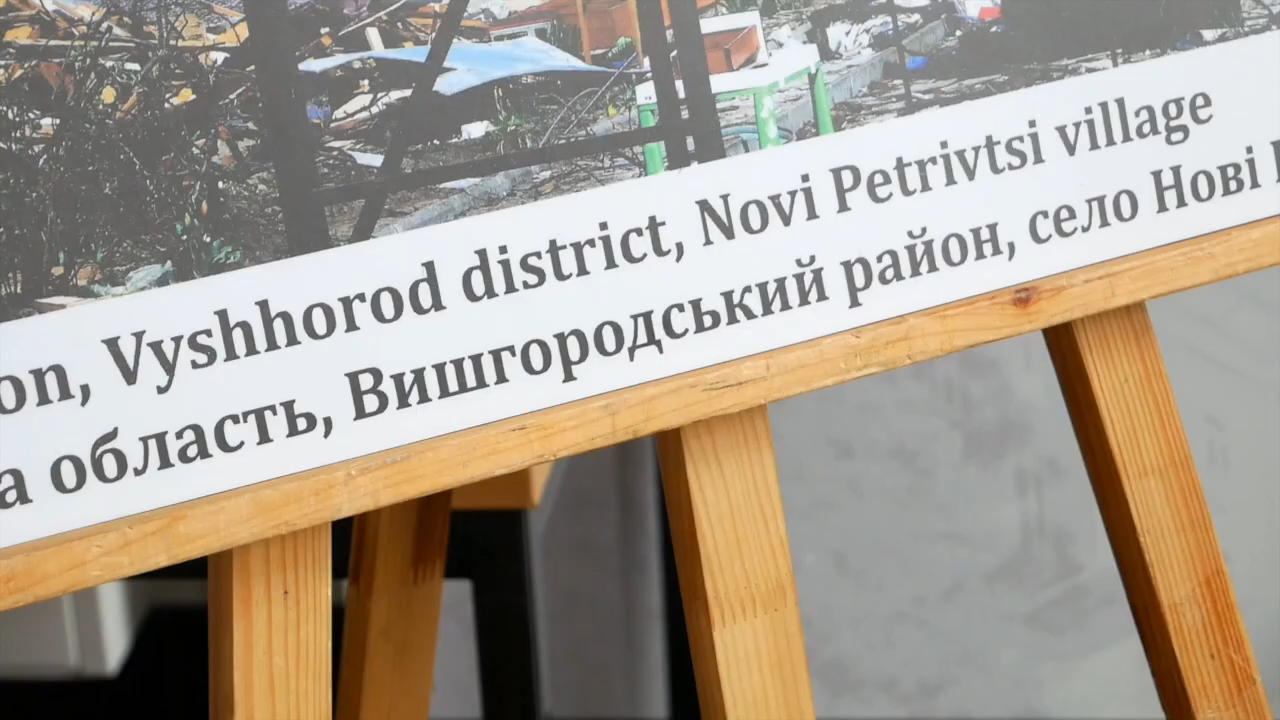 on, Vyshhorod district, Novi Petrivtsi village
а область, Вишгородський район, село Нові